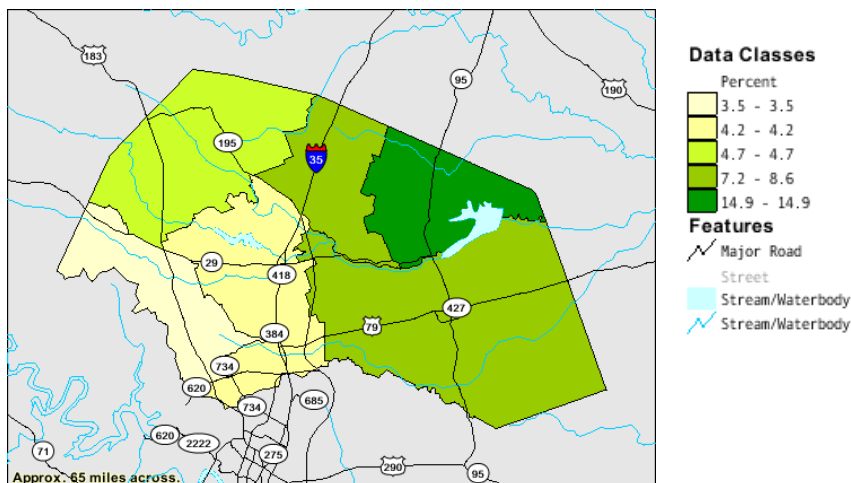 183
95
190
195
35
29
418
427
79
384
734
620
685
734
620
2222
71
275
290
95
Approx. 65 miles across.
Data Classes
Percent
3.5 - 3.5
4.2 - 4.2
4.7 - 4.7
7.2 - 8.6
14.9 - 14.9
Features
Major Road
Street
Stream/Waterbody
Stream/Waterbody